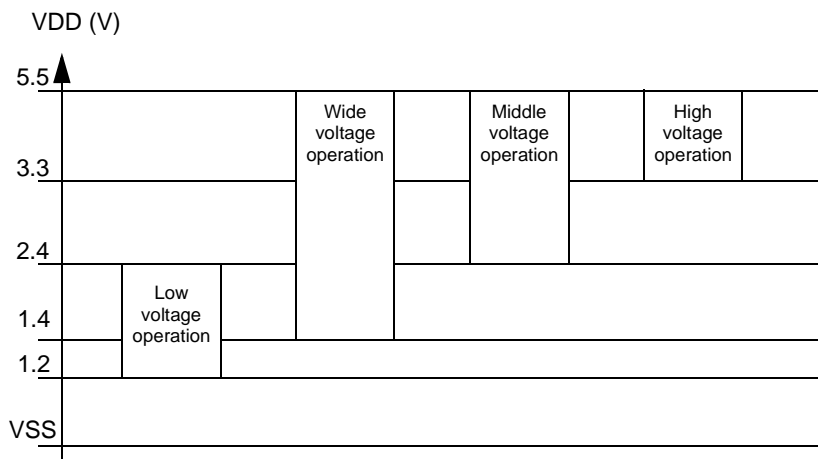 VDD (V)
5.5
Wide
voltage
operation
Middle
voltage
operation
High
voltage
operation
3.3
2.4
Low
voltage
operation
1.4
1.2
VSS